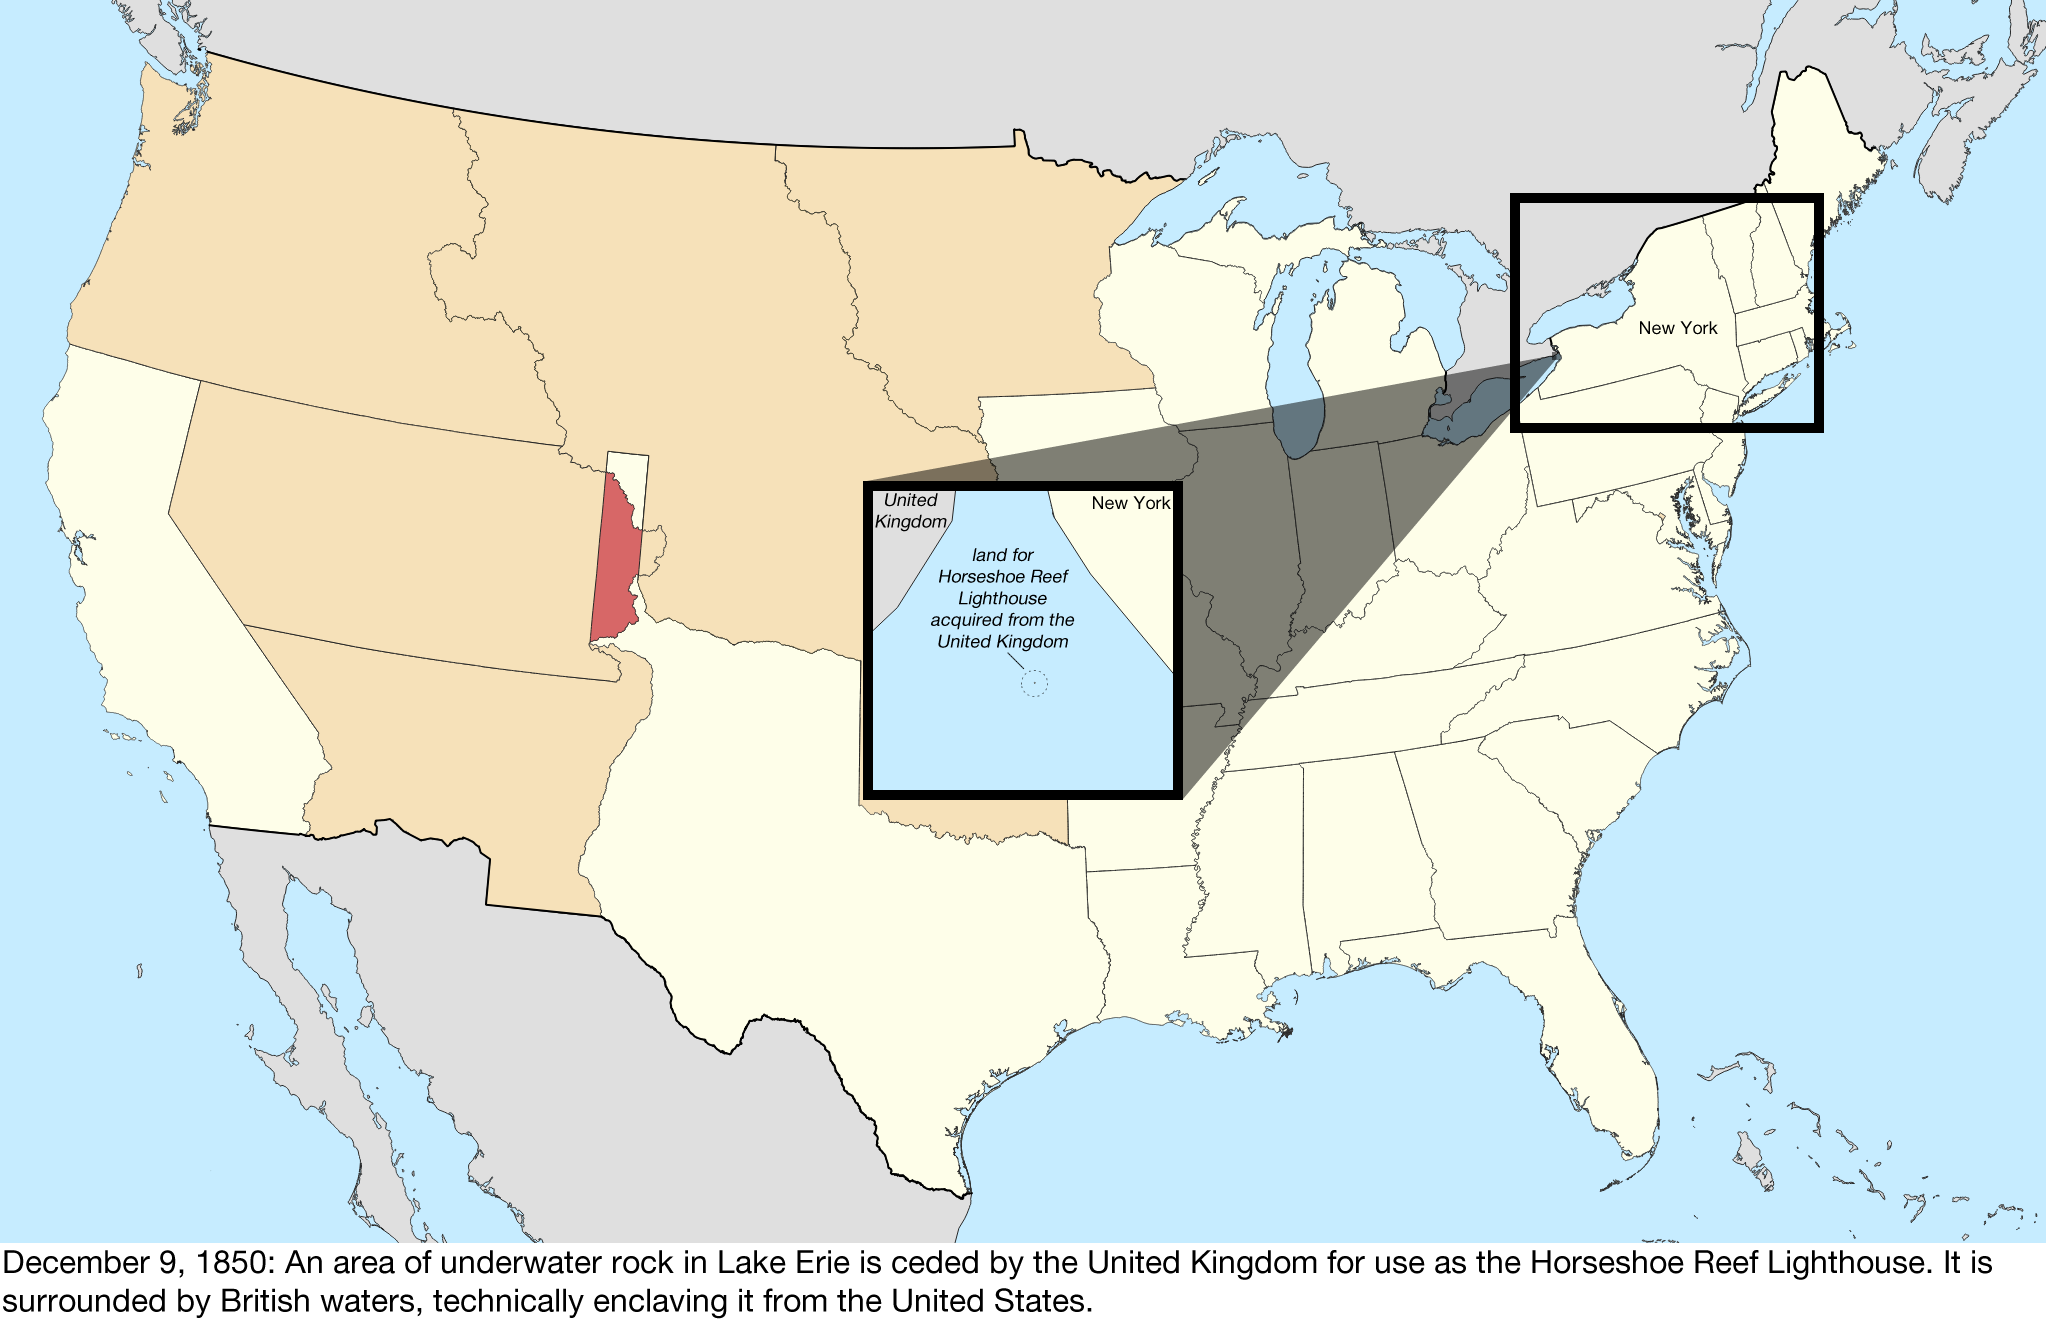 New York
United
Kingdom
New York
land for
Horseshoe Reef
Lighthouse
acquired from the
United Kingdom
December 9, 1850: An area of underwater rock in Lake Erie is ceded by the United Kingdom for use as the Horseshoe Reef Lighthouse. It is
surrounded by British waters, technically enclaving it from the United States.